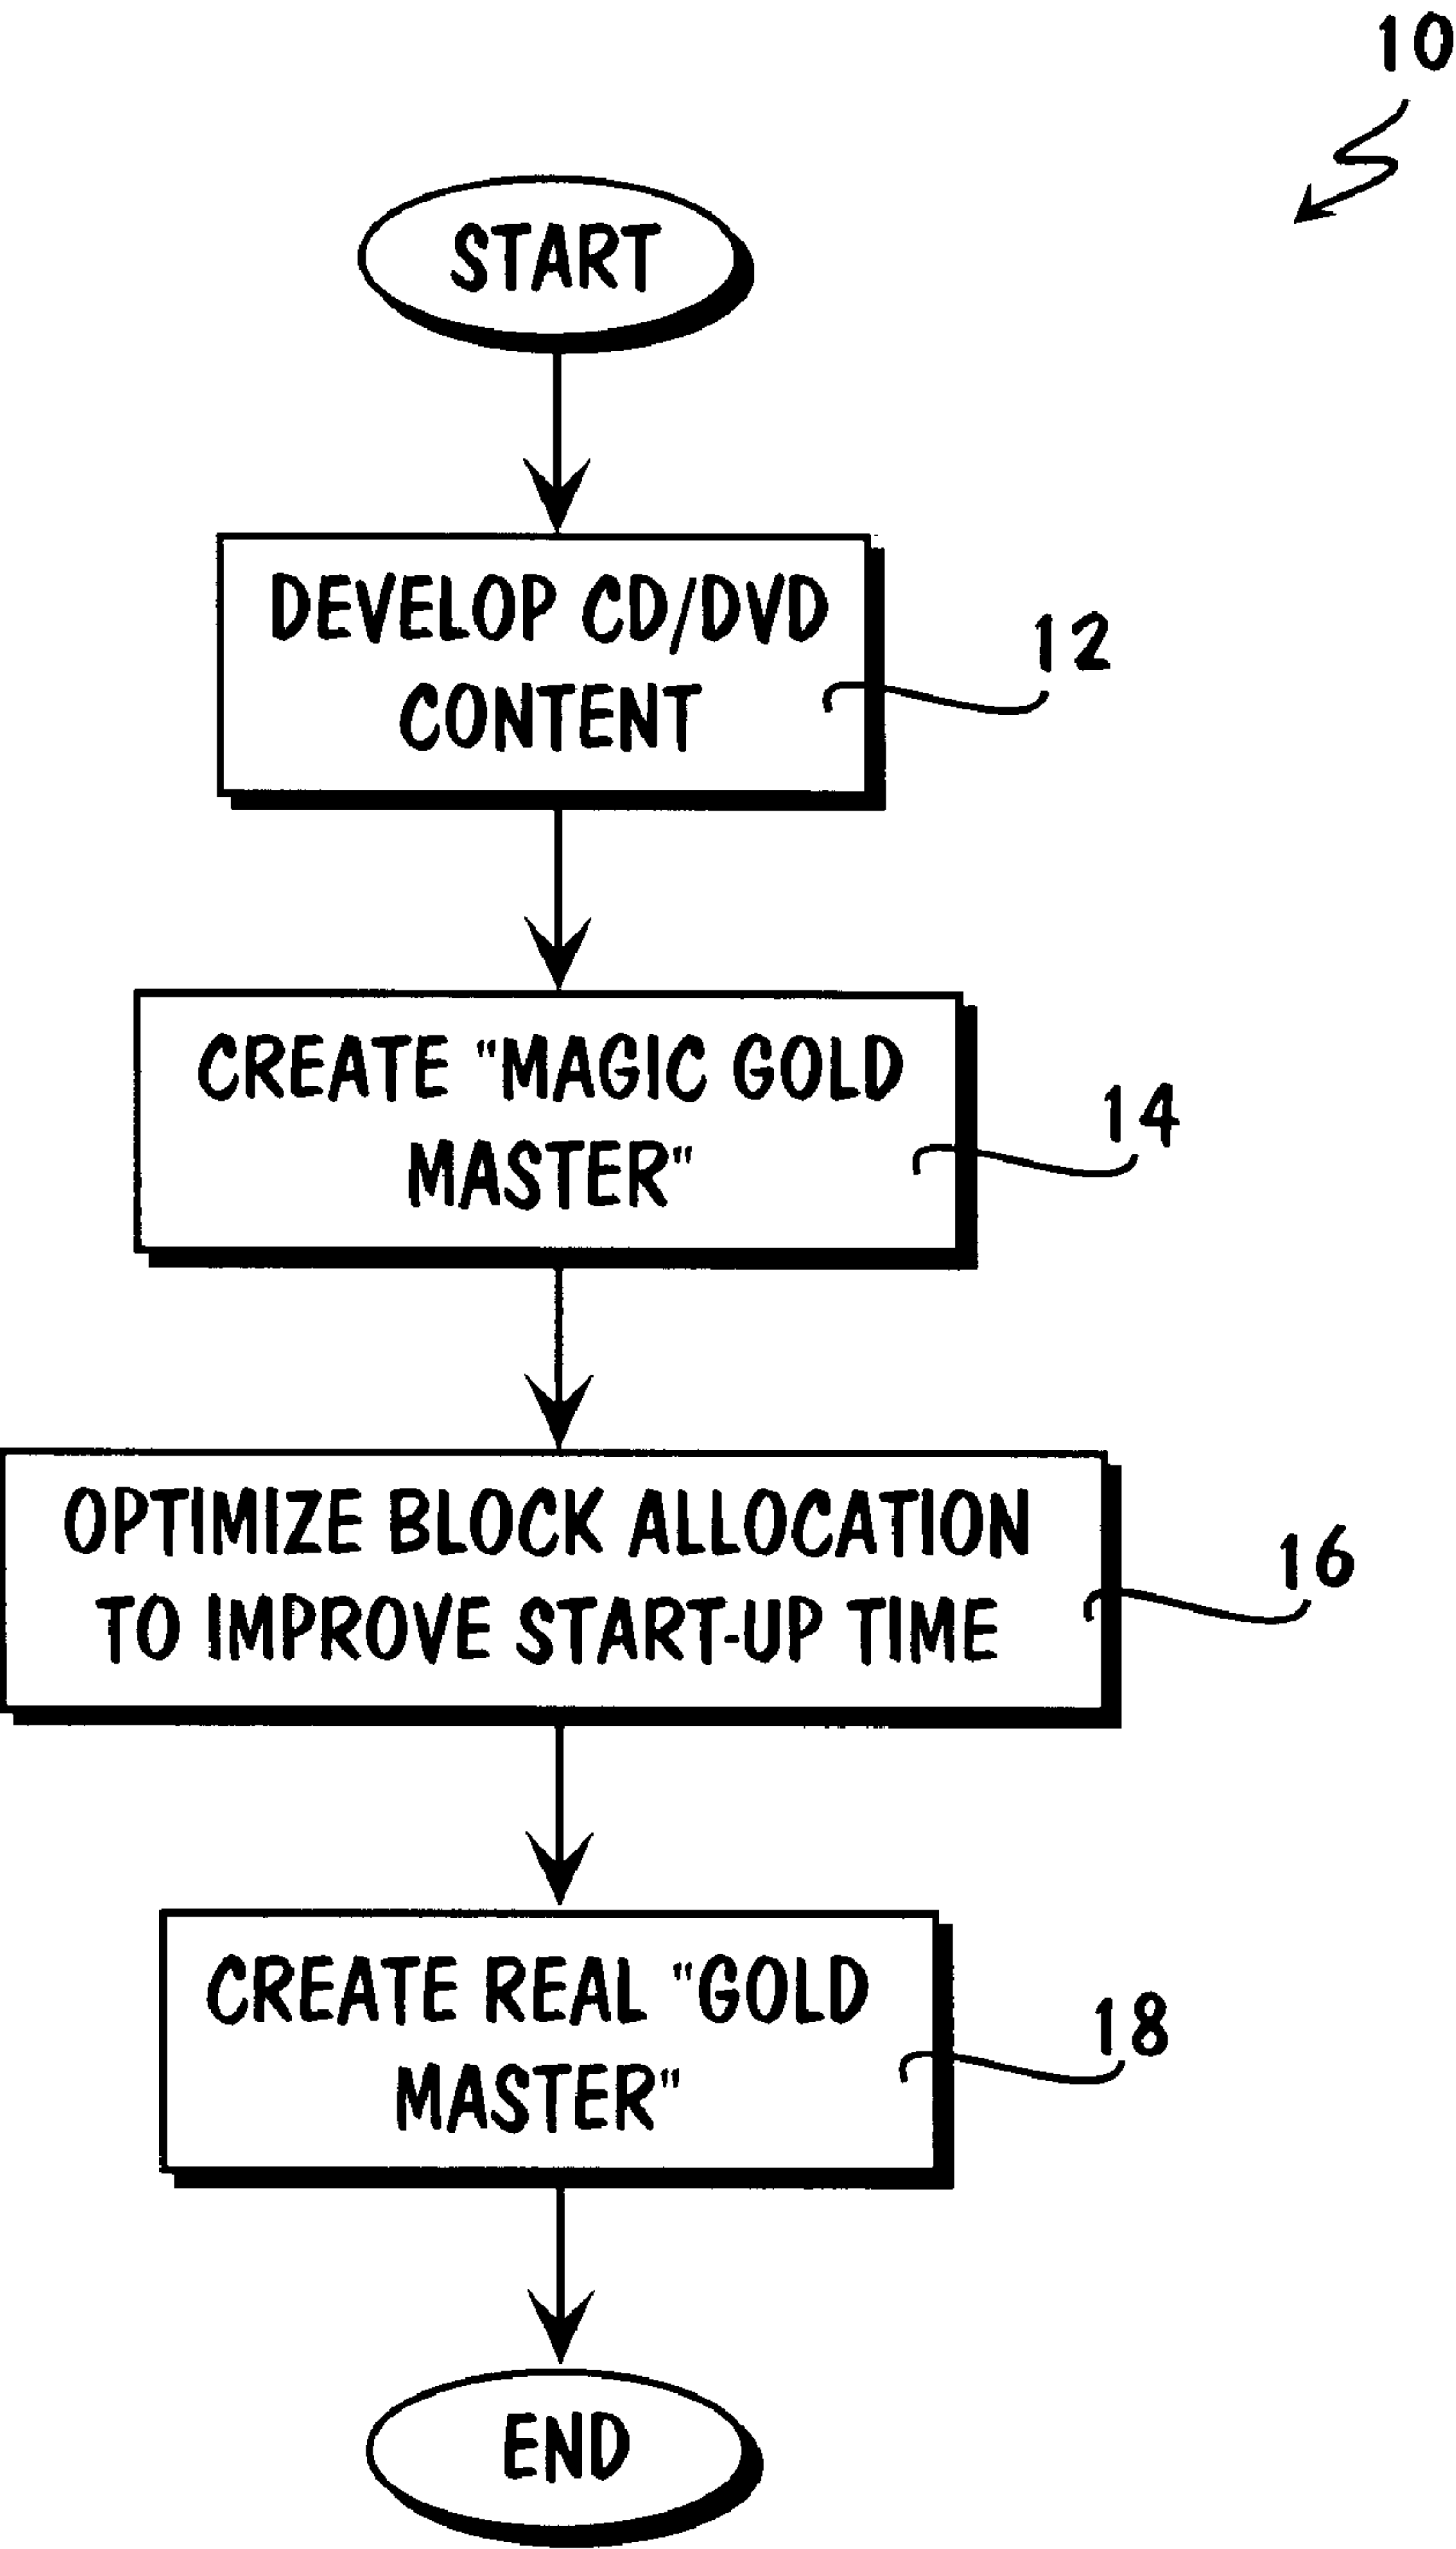 10
START
DEVELOP CD/DVD
CONTENT
12
CREATE "MAGIC GOLD
MASTER"
14
OPTIMIZE BLOCK ALLOCATION
TO IMPROVE START-UP TIME
16
CREATE REAL "GOLD
MASTER"
18
END